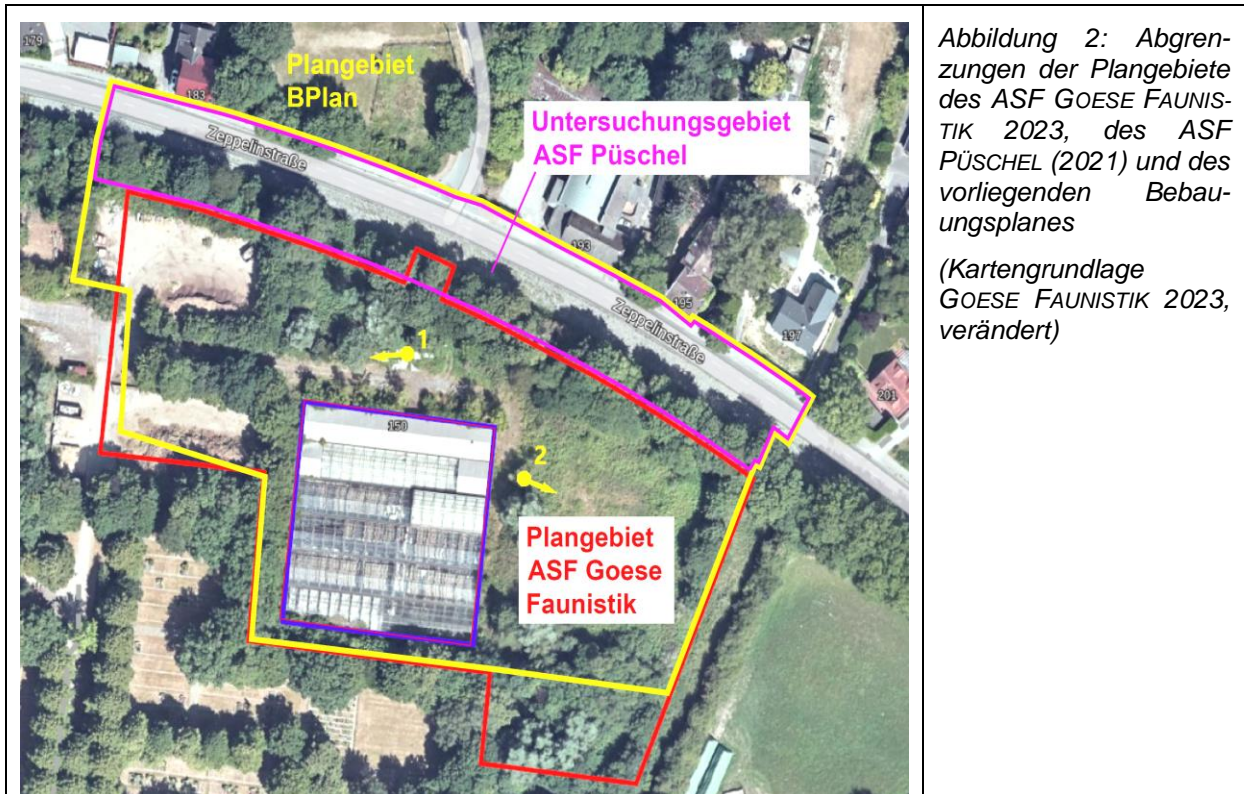 179
183
Plangebiet
BPlan
Untersuchungsgebiet
ASF Püschel
Zeppelinstraße
193
195
Zeppelinstraße
197
201
1
150
2
Plangebiet
ASF Goese
Faunistik
Abbildung 2: Abgren-
zungen der Plangebiete
des ASF GOESE FAUNIS-
TIK 2023, des ASF
PÜSCHEL (2021) und des
vorliegenden Bebau-
ungsplanes
(Kartengrundlage
GOESE FAUNISTIK 2023,
verändert)